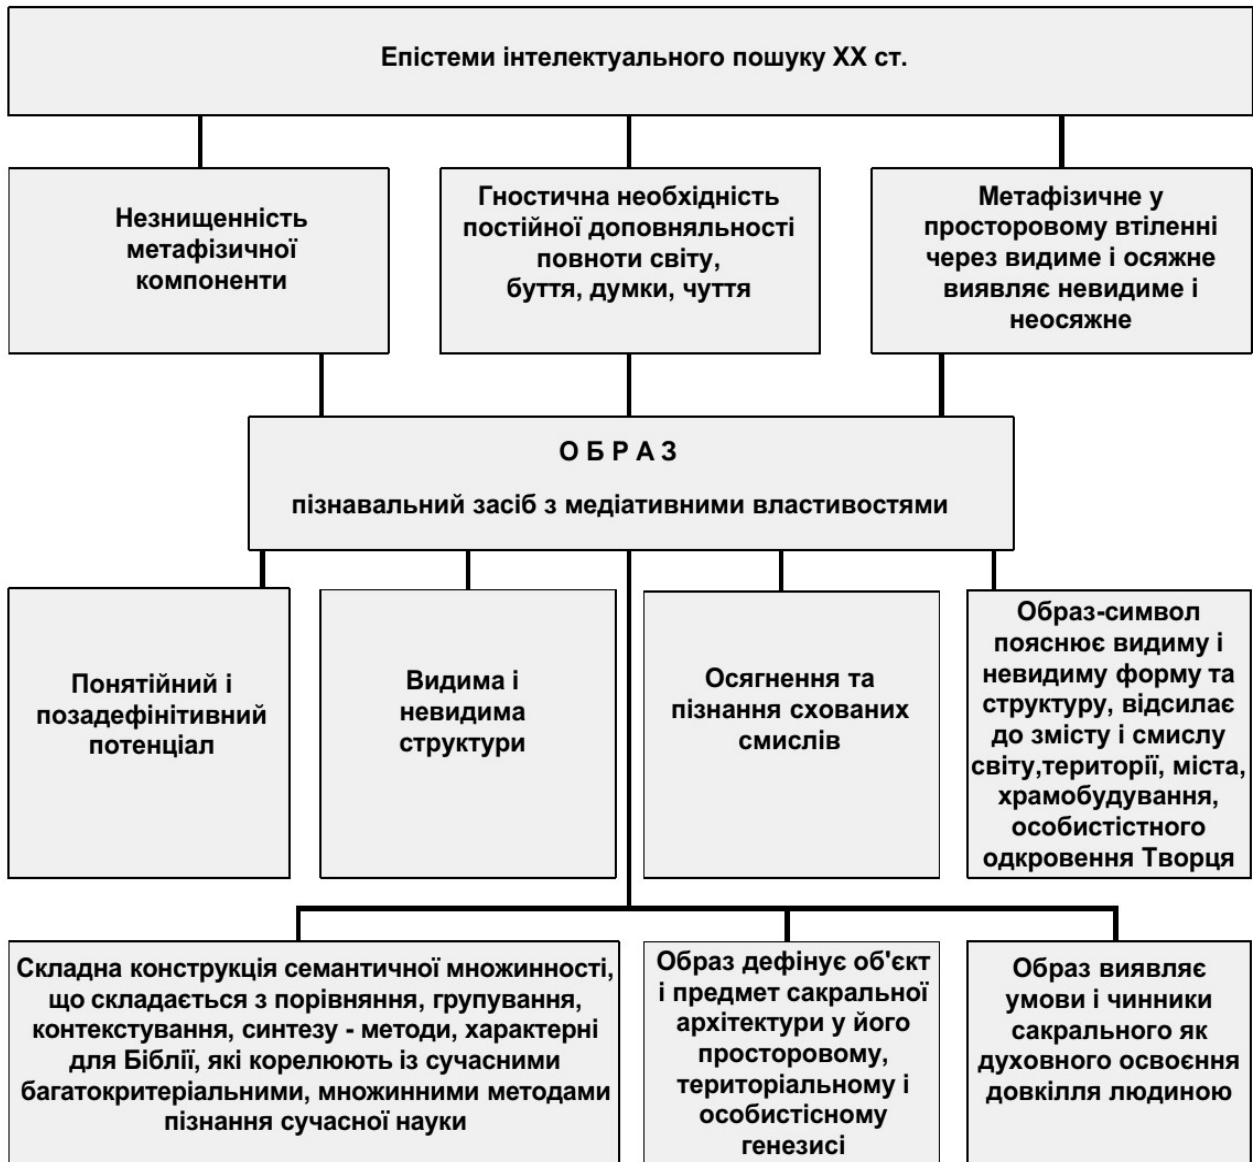 Епістеми інтелектуального пошуку ХХ ст.
Незнищенність
метафізичної
компоненти
Гностична необхідність
постійної доповняльності
повноти світу,
буття, думки, чуття
Метафізичне у
просторовому втіленні
через видиме і осяжне
виявляє невидиме і
неосяжне
О Б Р А З
пізнавальний засіб з медіативними властивостями
Понятійний і
позадефінітивний
потенціал
Видима і
невидима
структури
Осягнення та
пізнання схованих
смислів
Образ-символ
пояснює видиму і
невидиму форму та
структуру, відсилає
до змісту і смислу
світу,території, міста,
храмобудування,
особистістного
одкровення Творця
Складна конструкція семантичної множинності,
що складається з порівняння, групування,
контекстування, синтезу - методи, характерні
для Біблії, які корелюють із сучасними
багатокритеріальними, множинними методами
пізнання сучасної науки
Образ дефінує об'єкт
і предмет сакральної
архітектури у його
просторовому,
територіальному і
особистісному
генезисі
Образ виявляє
умови і чинники
сакрального як
духовного освоєння
довкілля людиною